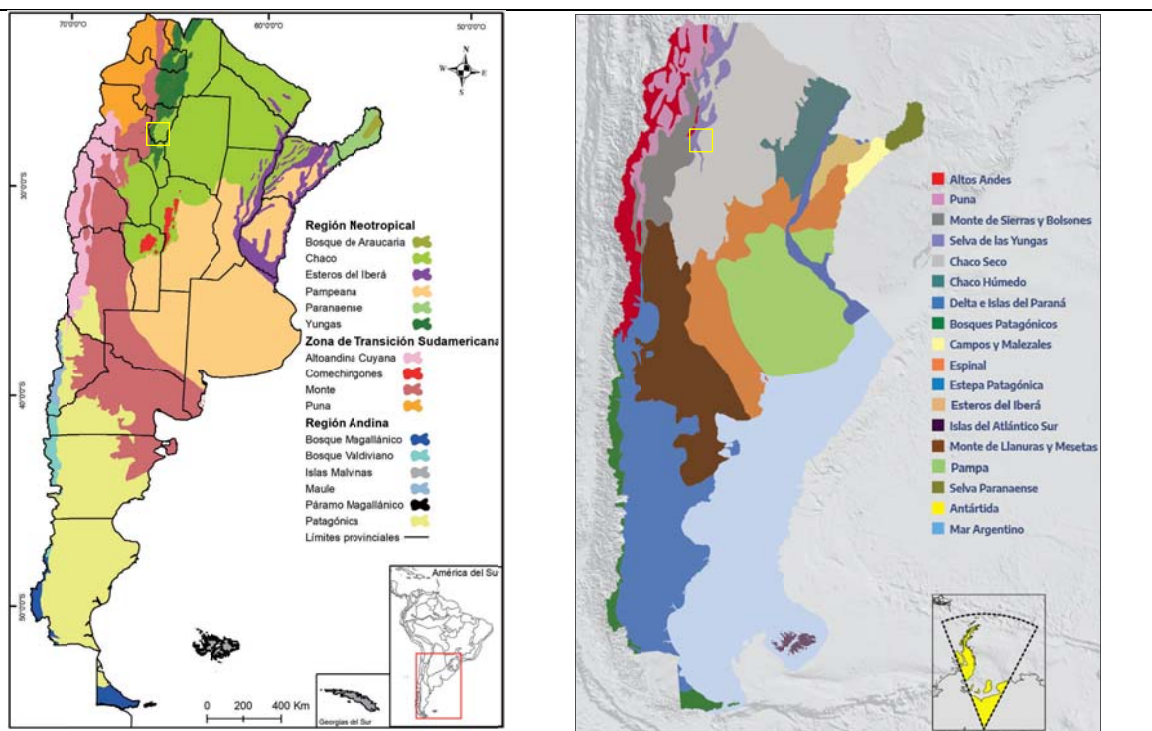 70°0'0"O
60°0'0"O
50°0'0"O
N
W
E
S
30°0'0"S
40°0'0"S
50°0'0"S
Región Neotropical
Bosque de Araucaria
Chaco
Esteros del Iberá
Pampeana
Paranaense
Yungas
Zona de Transición Sudamericana
Altoandina Cuyana
Comechingones
Monte
Puna
Región Andina
Bosque Magallánico
Bosque Valdiviano
Islas Malvinas
Maule
Páramo Magallánico
Patagónica
Límites provinciales
América del Su
0 200 400 Km
Georgias del Sur
Altos Andes
Puna
Monte de Sierras y Bolsones
Selva de las Yungas
Chaco Seco
Chaco Húmedo
Delta e Islas del Paraná
Bosques Patagónicos
Campos y Malezales
Espinal
Estepa Patagónica
Esteros del Iberá
Islas del Atlántico Sur
Monte de Llanuras y Mesetas
Pampa
Selva Paranaense
Antártida
Mar Argentino